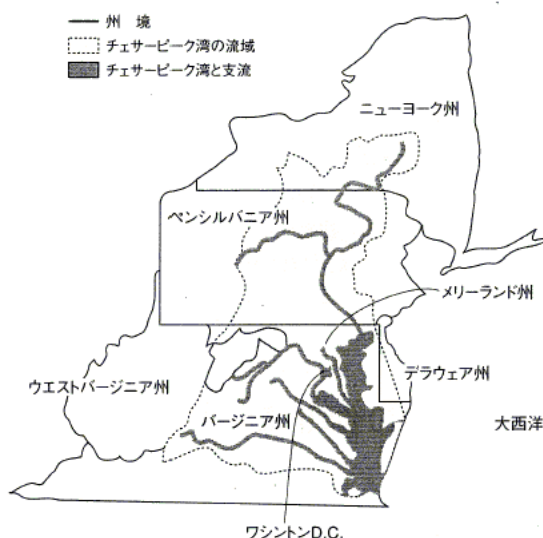 州 境
チェサーピーク湾の流域
チェサーピーク湾と支流
ニューヨーク州
ペンシルバニア州
メリーランド州
ウエストバージニア州
デラウェア州
バージニア州
大西洋
ワシントンD.C.